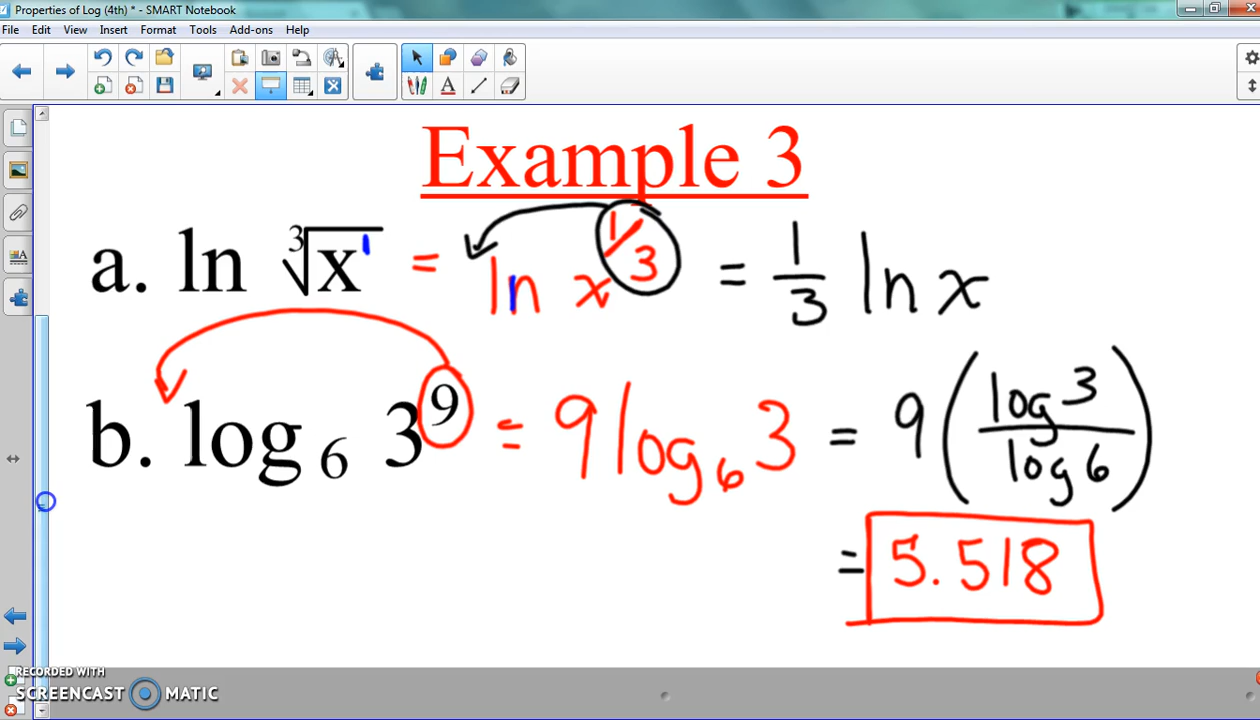 Properties of Log (4th) * - SMART Notebook
File Edit View Insert Format Tools Add-ons Help
Example 3
a. ln ∛x¹ = ln x^1/3 = 1/3 ln x
b. log₆ 3⁹ = 9 log₆ 3 = 9 (log 3 / log 6)
= 5.518
RECORDED WITH
SCREENCAST MATIC